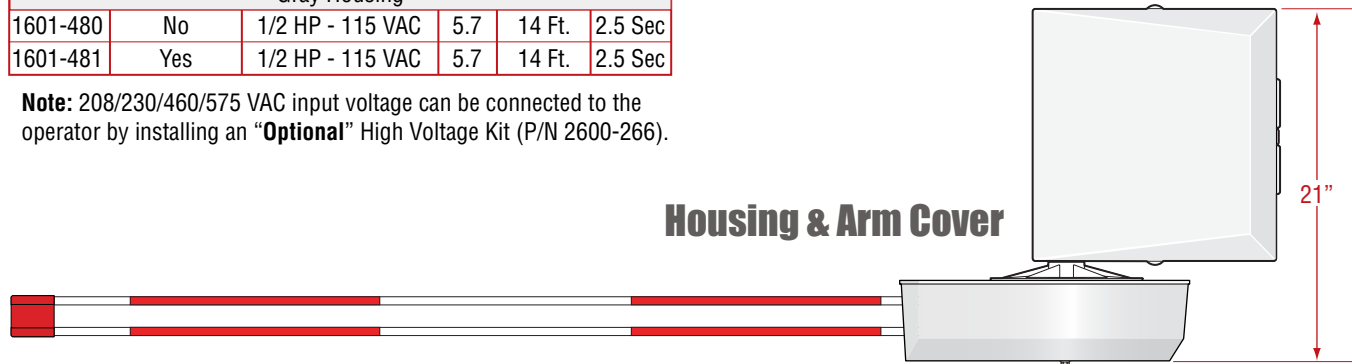 Gray Housing
1601-480 No 1/2 HP - 115 VAC 5.7 14 Ft. 2.5 Sec
1601-481 Yes 1/2 HP - 115 VAC 5.7 14 Ft. 2.5 Sec
Note: 208/230/460/575 VAC input voltage can be connected to the
operator by installing an “Optional” High Voltage Kit (P/N 2600-266).
Housing & Arm Cover
21”